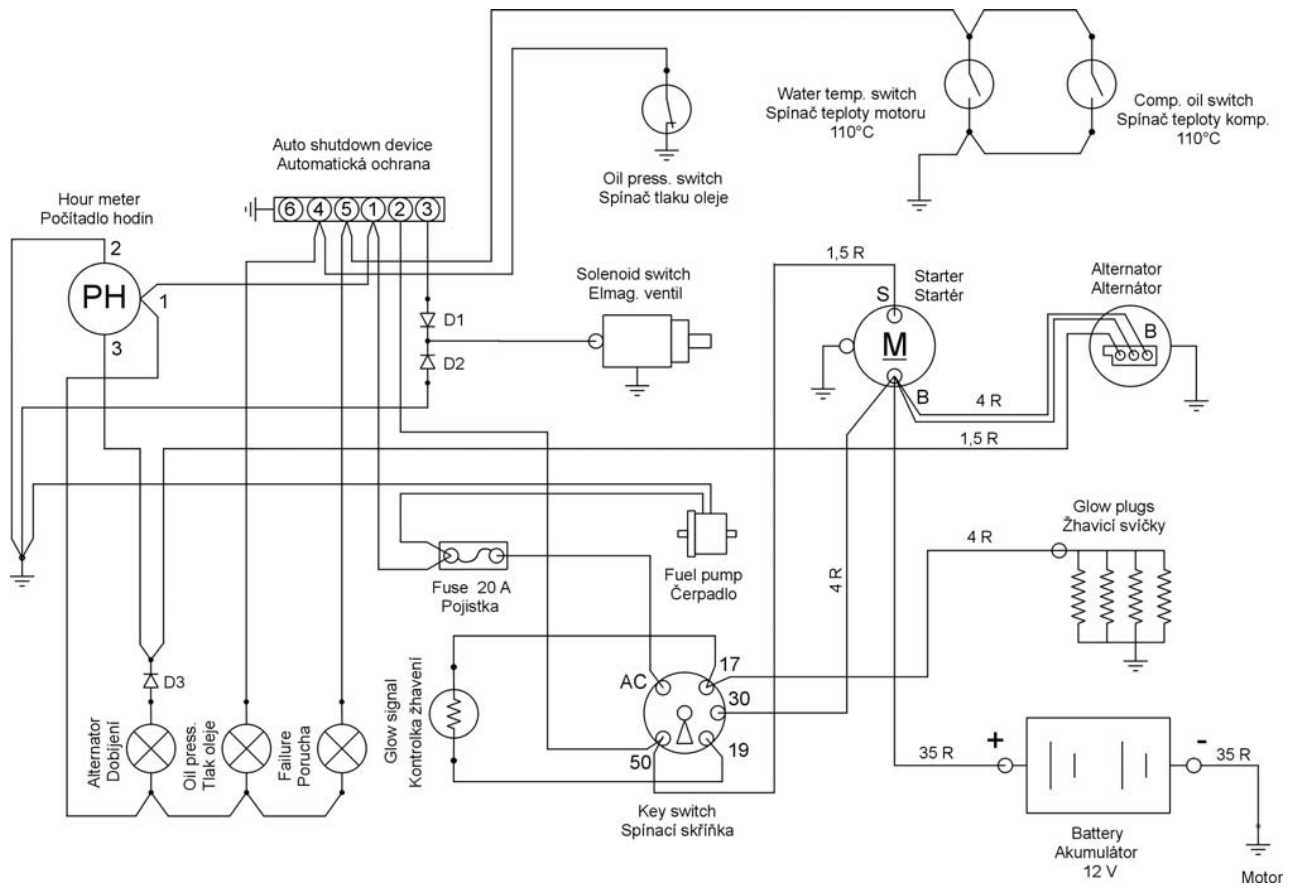 Water temp. switch
Spínač teploty motoru
110°C
Comp. oil switch
Spínač teploty komp.
110°C
Auto shutdown device
Automatická ochrana
Oil press. switch
Spínač tlaku oleje
6 4 5 1 2 3
Hour meter
Počítadlo hodin
2
PH
1
3
D1
D2
Solenoid switch
Elmag. ventil
1,5 R
S
Starter
Startér
M
B
Alternator
Alternátor
B
4 R
1,5 R
Fuse 20 A
Pojistka
Fuel pump
Čerpadlo
4 R
4 R
Glow plugs
Žhavicí svíčky
D3
Alternator
Dobíjení
Oil press.
Tlak oleje
Failure
Porucha
Glow signal
Kontrolka žhavení
AC
17
30
19
50
Key switch
Spínací skříňka
35 R
+
-
35 R
Battery
Akumulátor
12 V
Motor